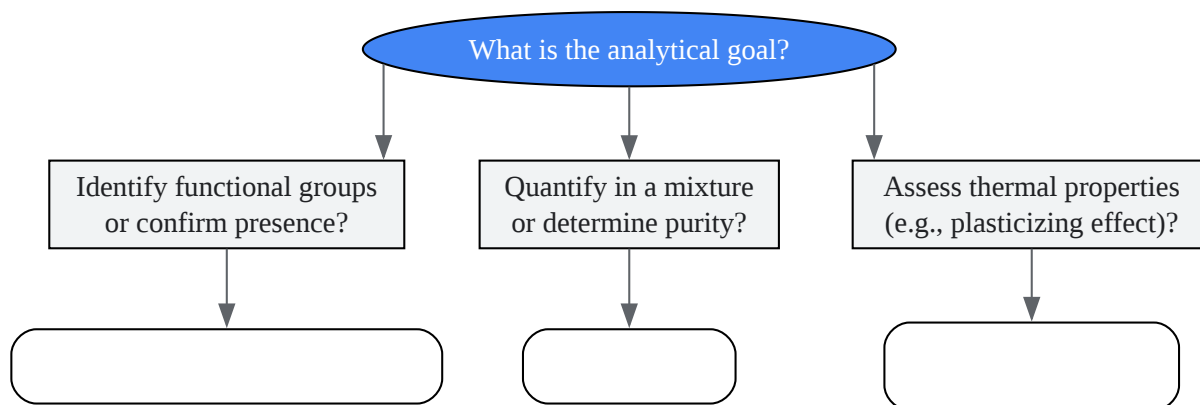 What is the analytical goal?
Identify functional groups
or confirm presence?
Quantify in a mixture
or determine purity?
Assess thermal properties
(e.g., plasticizing effect)?